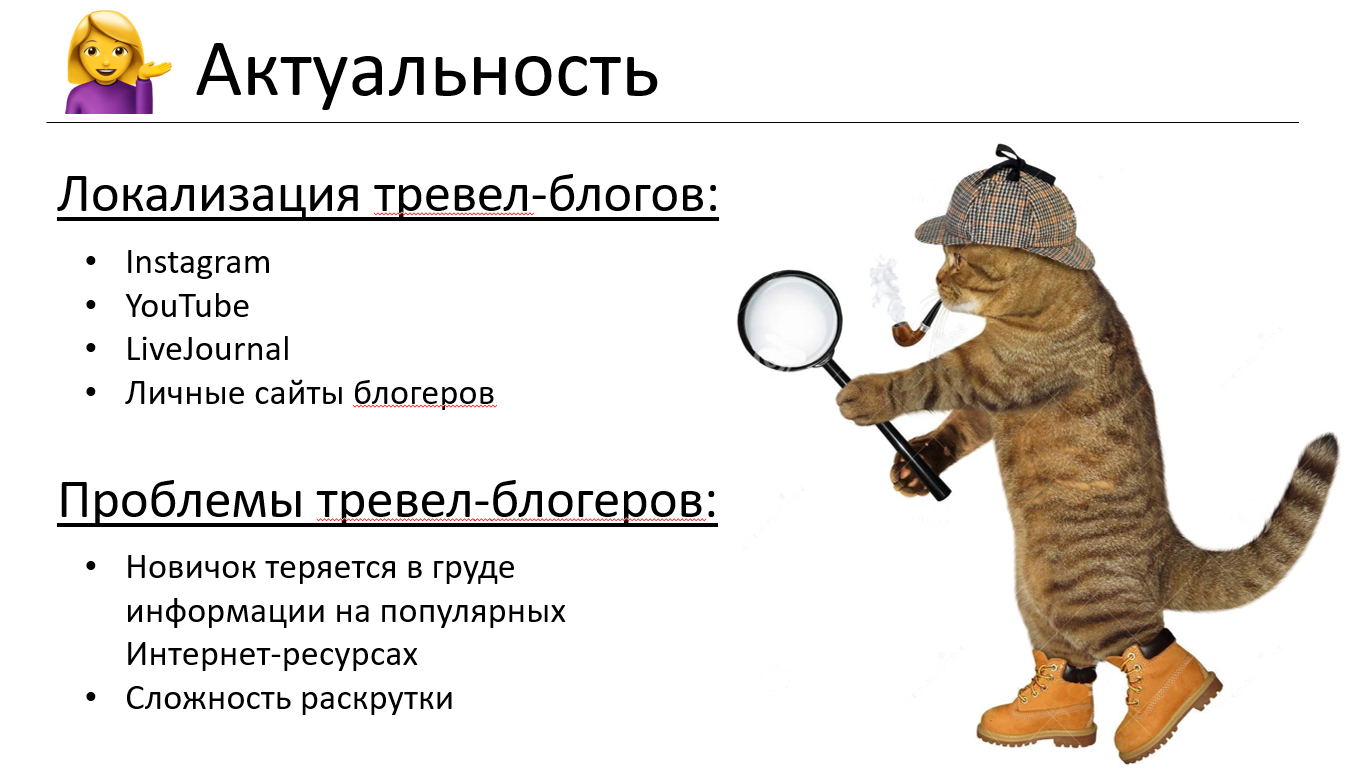 Актуальность
Локализация тревел-блогов:
• Instagram
• YouTube
• LiveJournal
• Личные сайты блогеров
Проблемы тревел-блогеров:
• Новичок теряется в груде
информации на популярных
Интернет-ресурсах
• Сложность раскрутки